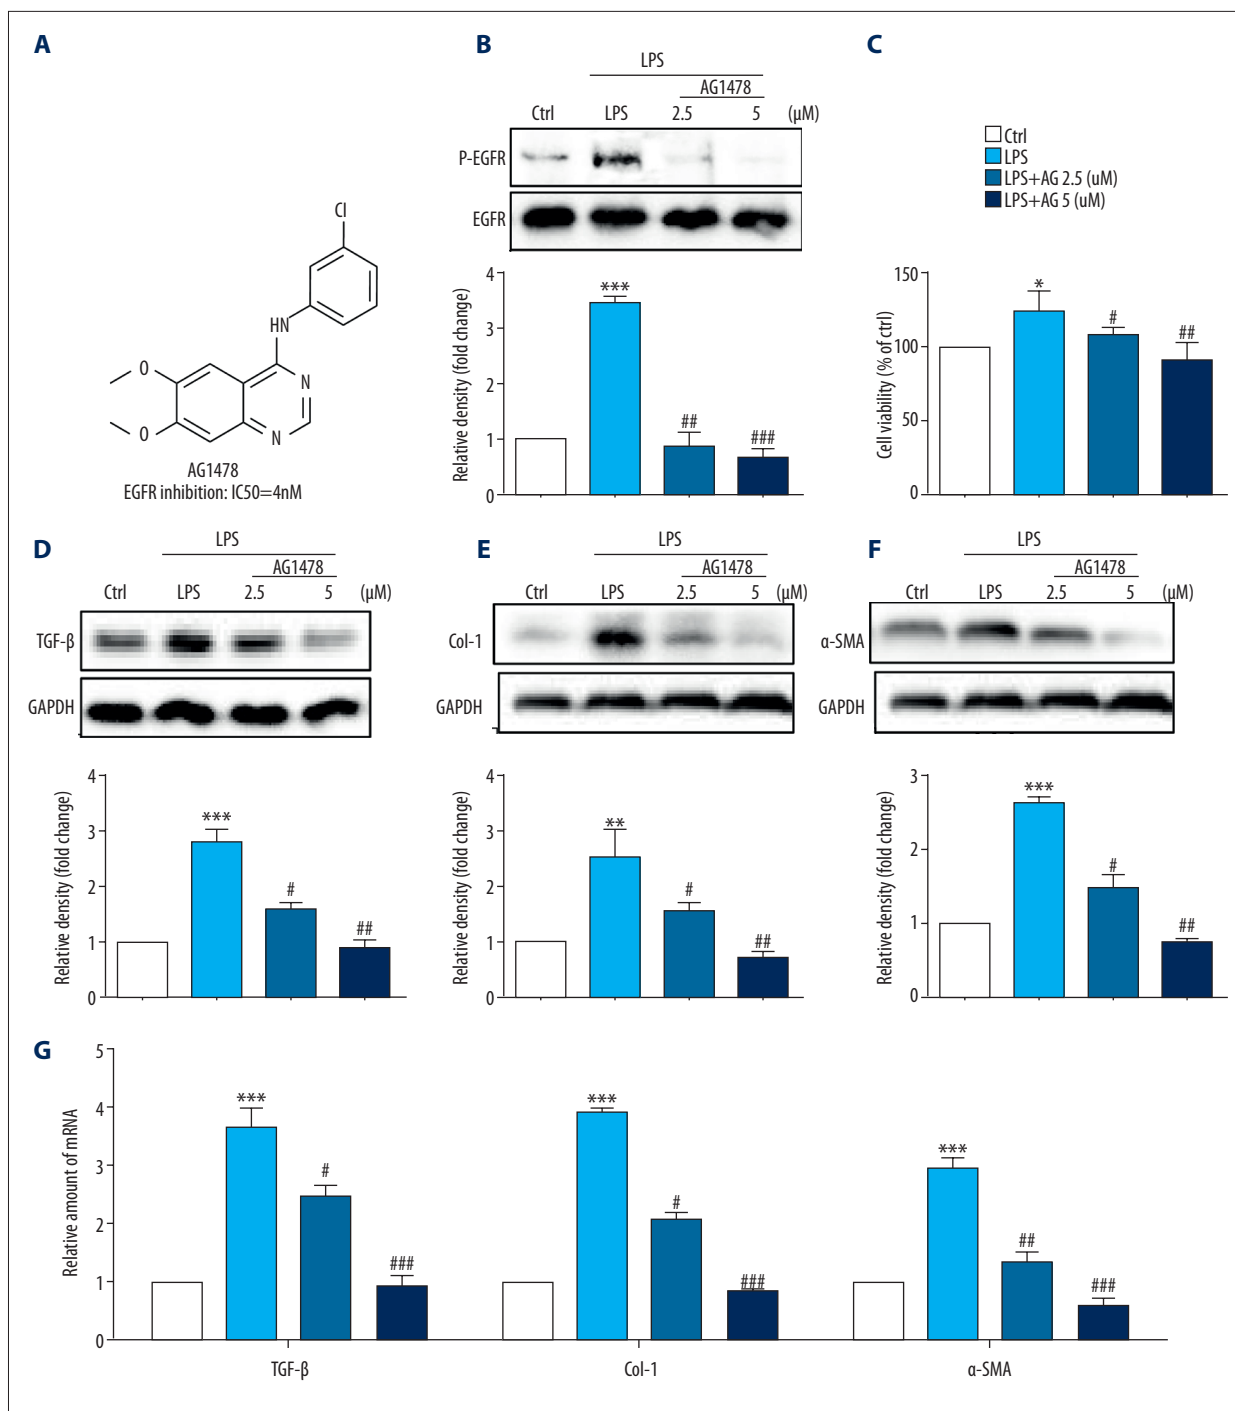 A
Cl
HN
N
N
O
O
AG1478
EGFR inhibition: IC50=4nM
B
LPS
AG1478
Ctrl LPS 2.5 5 (μM)
P-EGFR
EGFR
Relative density (fold change)
4
3
2
1
0
***
##
###
C
Ctrl
LPS
LPS+AG 2.5 (uM)
LPS+AG 5 (uM)
Cell viability (% of ctrl)
150
100
50
0
*
#
##
D
LPS
AG1478
Ctrl LPS 2.5 5 (μM)
TGF-β
GAPDH
Relative density (fold change)
4
3
2
1
0
***
#
##
E
LPS
AG1478
Ctrl LPS 2.5 5 (μM)
Col-1
GAPDH
Relative density (fold change)
4
3
2
1
0
**
#
##
F
LPS
AG1478
Ctrl LPS 2.5 5 (μM)
α-SMA
GAPDH
Relative density (fold change)
3
2
1
0
***
#
##
G
Relative amount of mRNA
5
4
3
2
1
0
***
#
###
***
#
###
***
##
###
TGF-β Col-1 α-SMA